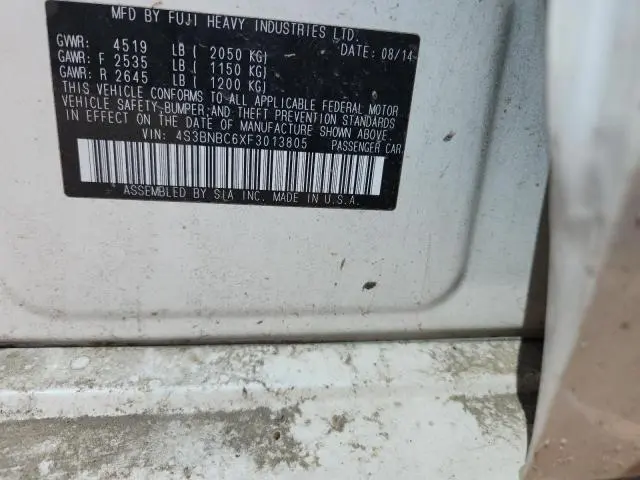 MFD BY FUJI HEAVY INDUSTRIES LTD.
GVWR: 4519 LB ( 2050 KG) DATE: 08/14
GAWR: F 2535 LB ( 1150 KG)
GAWR: R 2645 LB ( 1200 KG)
THIS VEHICLE CONFORMS TO ALL APPLICABLE FEDERAL MOTOR
VEHICLE SAFETY,BUMPER,AND THEFT PREVENTION STANDARDS
IN EFFECT ON THE DATE OF MANUFACTURE SHOWN ABOVE.
VIN: 4S3BNBC6XF3013805 PASSENGER CAR
ASSEMBLED BY SIA INC. MADE IN U.S.A.